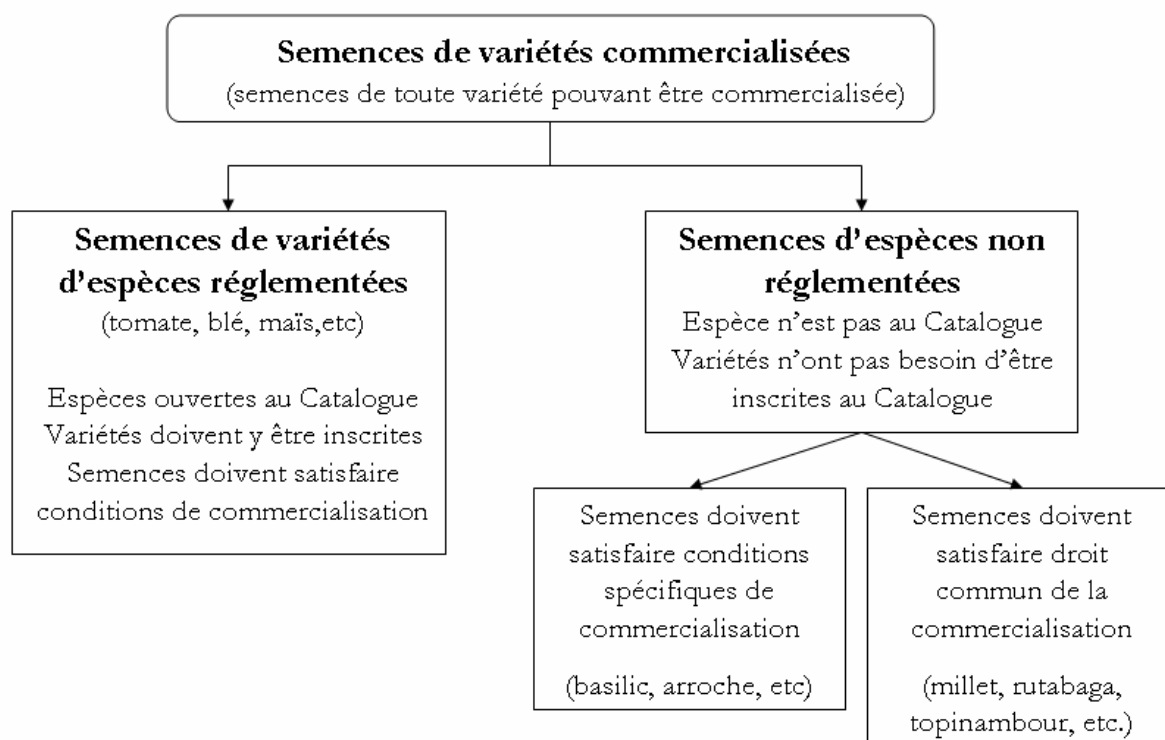 Semences de variétés commercialisées
(semences de toute variété pouvant être commercialisée)
Semences de variétés
d'espèces réglementées
(tomate, blé, maïs,etc)
Espèces ouvertes au Catalogue
Variétés doivent y être inscrites
Semences doivent satisfaire
conditions de commercialisation
Semences d'espèces non
réglementées
Espèce n'est pas au Catalogue
Variétés n'ont pas besoin d'être
inscrites au Catalogue
Semences doivent
satisfaire conditions
spécifiques de
commercialisation
(basilic, arroche, etc)
Semences doivent
satisfaire droit
commun de la
commercialisation
(millet, rutabaga,
topinambour, etc.)